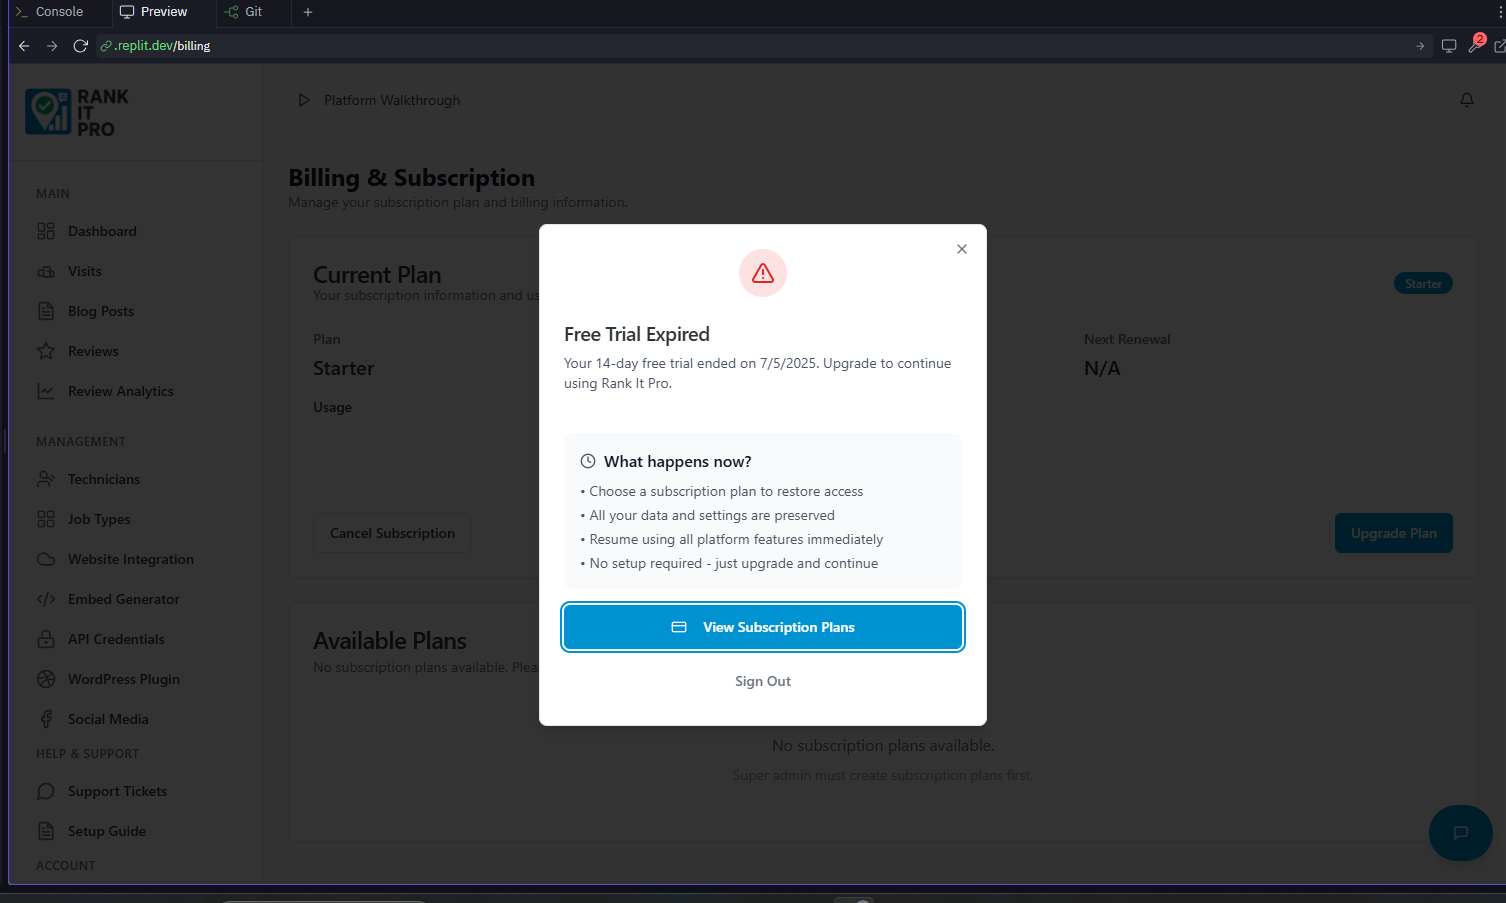 Console
Preview
Git
.replit.dev/billing
2
RANK
IT
PRO
Platform Walkthrough
MAIN
Dashboard
Visits
Blog Posts
Reviews
Review Analytics
MANAGEMENT
Technicians
Job Types
Website Integration
Embed Generator
API Credentials
WordPress Plugin
Social Media
HELP & SUPPORT
Support Tickets
Setup Guide
ACCOUNT
Billing & Subscription
Manage your subscription plan and billing information.
Current Plan
Your subscription information and
Starter
Plan
Starter
Next Renewal
N/A
Usage
Cancel Subscription
Upgrade Plan
Available Plans
No subscription plans available.
No subscription plans available.
Super admin must create subscription plans first.
Free Trial Expired
Your 14-day free trial ended on 7/5/2025. Upgrade to continue
using Rank It Pro.
What happens now?
• Choose a subscription plan to restore access
• All your data and settings are preserved
• Resume using all platform features immediately
• No setup required - just upgrade and continue
View Subscription Plans
Sign Out